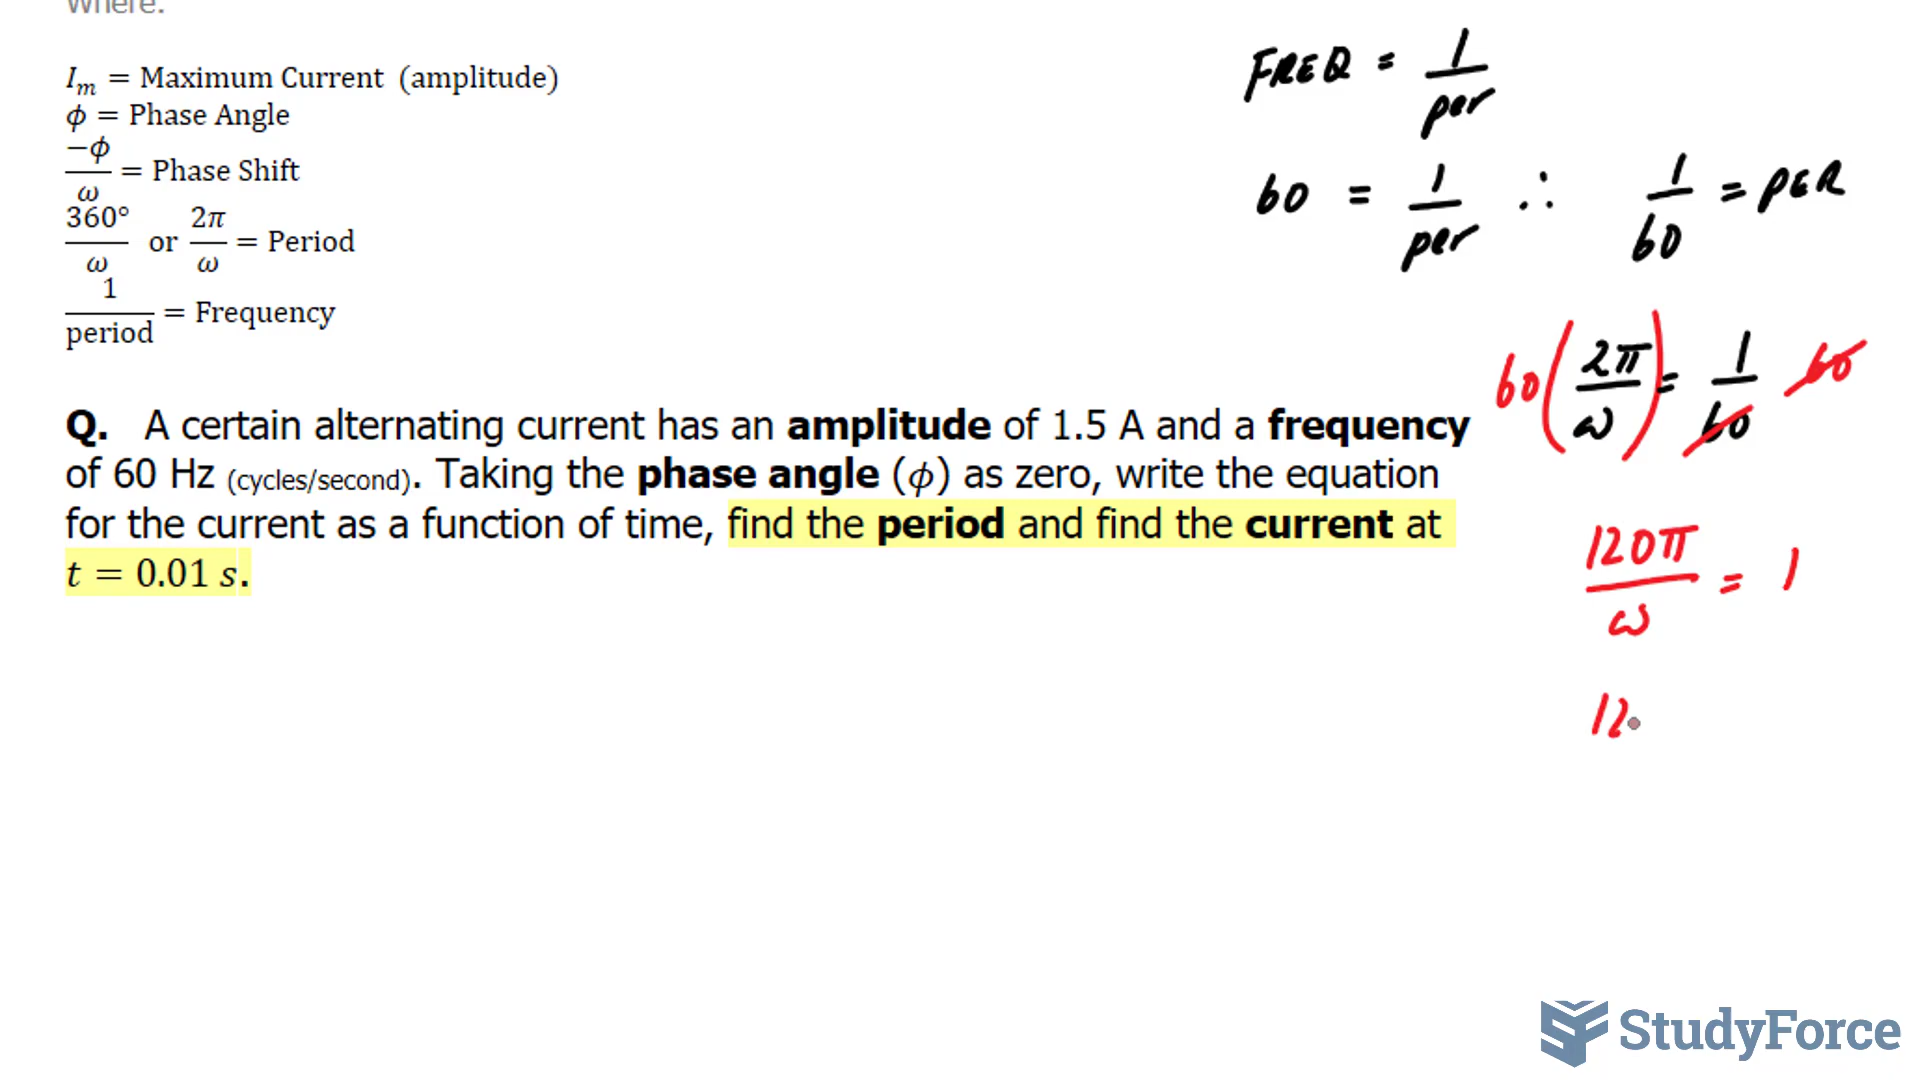 Where:
I_m = Maximum Current (amplitude)
ϕ = Phase Angle
−ϕ/ω = Phase Shift
360°/ω or 2π/ω = Period
1/period = Frequency
Q. A certain alternating current has an amplitude of 1.5 A and a frequency
of 60 Hz (cycles/second). Taking the phase angle (ϕ) as zero, write the equation
for the current as a function of time, find the period and find the current at
t = 0.01 s.
FREQ = 1/per
60 = 1/per ∴ 1/60 = PER
60(2π/ω) = 1/60 60
120π/ω = 1
12
StudyForce